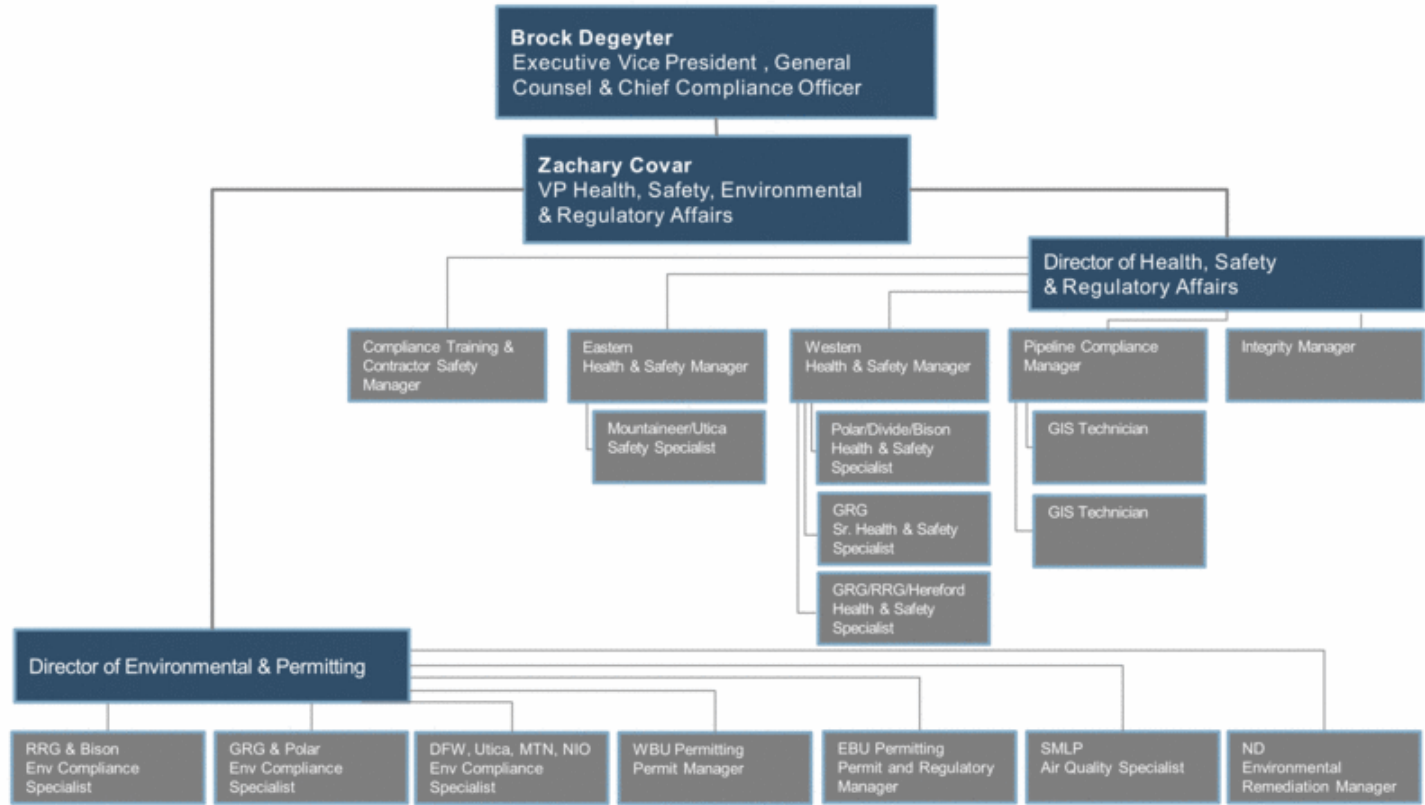 Brock Degeyter
Executive Vice President , General
Counsel & Chief Compliance Officer
Zachary Covar
VP Health, Safety, Environmental
& Regulatory Affairs
Director of Health, Safety
& Regulatory Affairs
Compliance Training &
Contractor Safety
Manager
Eastern
Health & Safety Manager
Western
Health & Safety Manager
Pipeline Compliance
Manager
Integrity Manager
Mountaineer/Utica
Safety Specialist
Polar/Divide/Bison
Health & Safety
Specialist
GIS Technician
GRG
Sr. Health & Safety
Specialist
GIS Technician
GRG/RRG/Hereford
Health & Safety
Specialist
Director of Environmental & Permitting
RRG & Bison
Env Compliance
Specialist
GRG & Polar
Env Compliance
Specialist
DFW, Utica, MTN, NIO
Env Compliance
Specialist
WBU Permitting
Permit Manager
EBU Permitting
Permit and Regulatory
Manager
SMLP
Air Quality Specialist
ND
Environmental
Remediation Manager